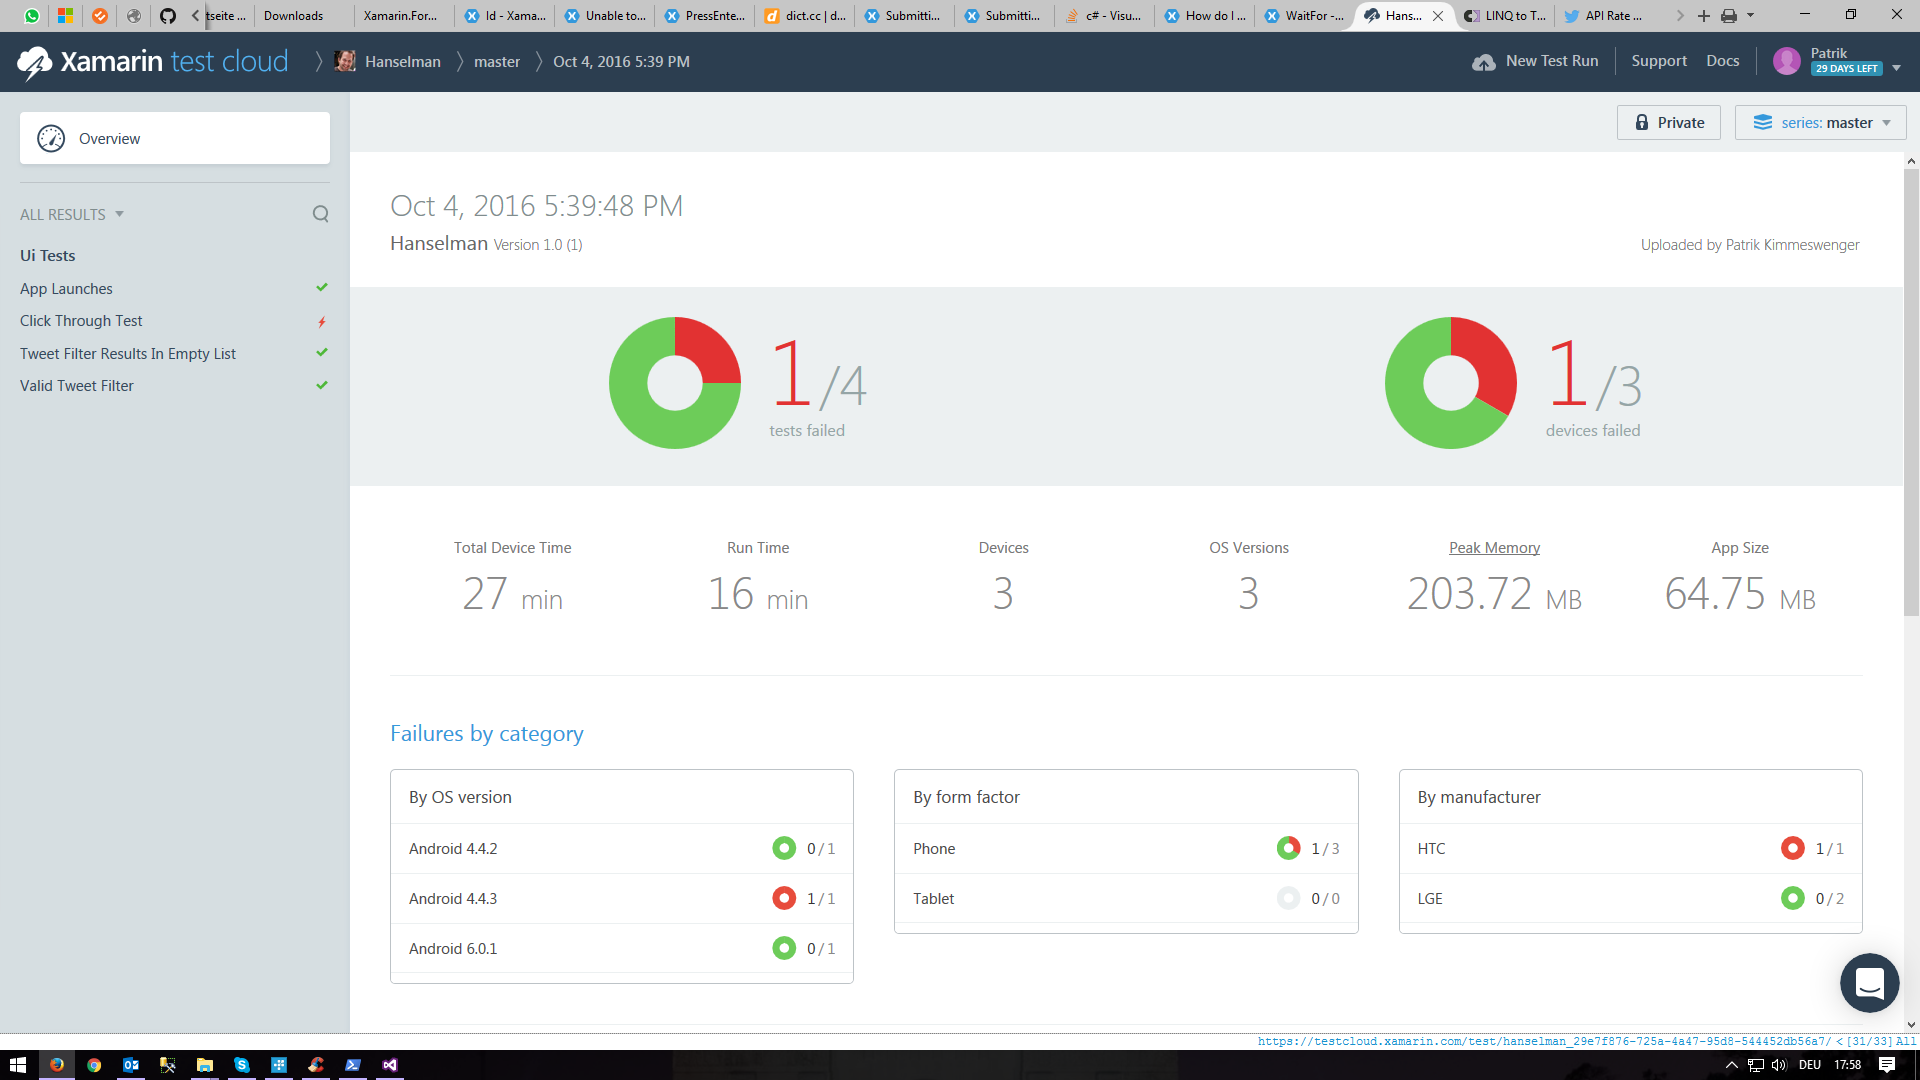 tseite ... Downloads Xamarin.For... Id - Xama... Unable to... PressEnte... dict.cc | d... Submitti... Submitti... c# - Visu... How do I ... WaitFor -... Hans... LINQ to T... API Rate ...
Xamarin test cloud Hanselman master Oct 4, 2016 5:39 PM New Test Run Support Docs Patrik
29 DAYS LEFT
Overview
Private series: master
ALL RESULTS
Ui Tests
App Launches
Click Through Test
Tweet Filter Results In Empty List
Valid Tweet Filter
Oct 4, 2016 5:39:48 PM
Hanselman Version 1.0 (1) Uploaded by Patrik Kimmeswenger
1/4
tests failed
1/3
devices failed
Total Device Time Run Time Devices OS Versions Peak Memory App Size
27 min 16 min 3 3 203.72 MB 64.75 MB
Failures by category
By OS version
Android 4.4.2 0/1
Android 4.4.3 1/1
Android 6.0.1 0/1
By form factor
Phone 1/3
Tablet 0/0
By manufacturer
HTC 1/1
LGE 0/2
https://testcloud.xamarin.com/test/hanselman_29e7f876-725a-4a47-95d8-544452db56a7/ < [31/33] All
DEU 17:58